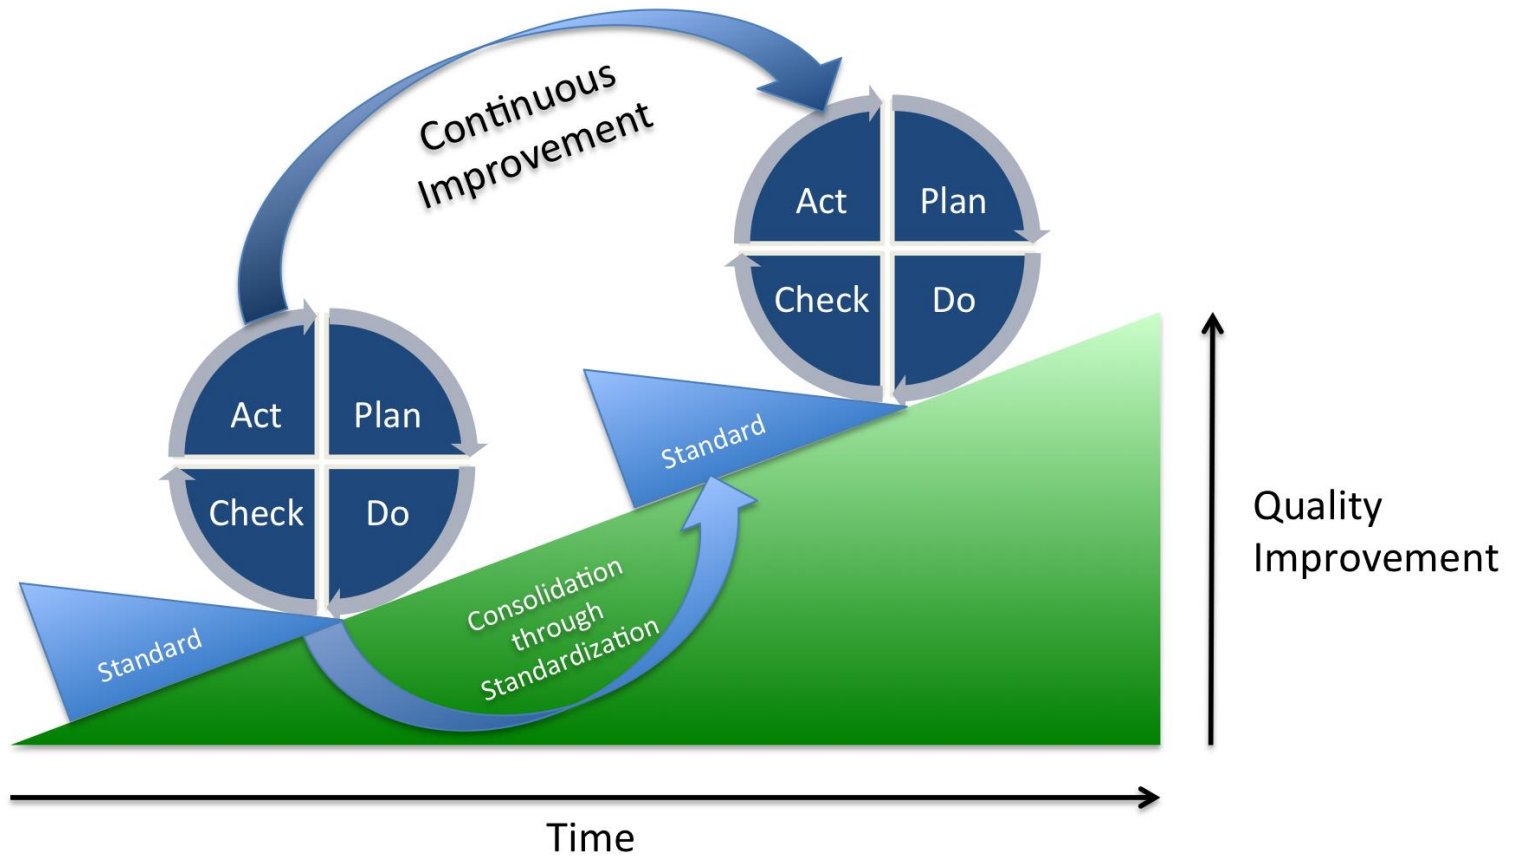 Continuous
Improvement
Act
Plan
Check
Do
Act
Plan
Check
Do
Standard
Standard
Consolidation
through
Standardization
Quality
Improvement
Time